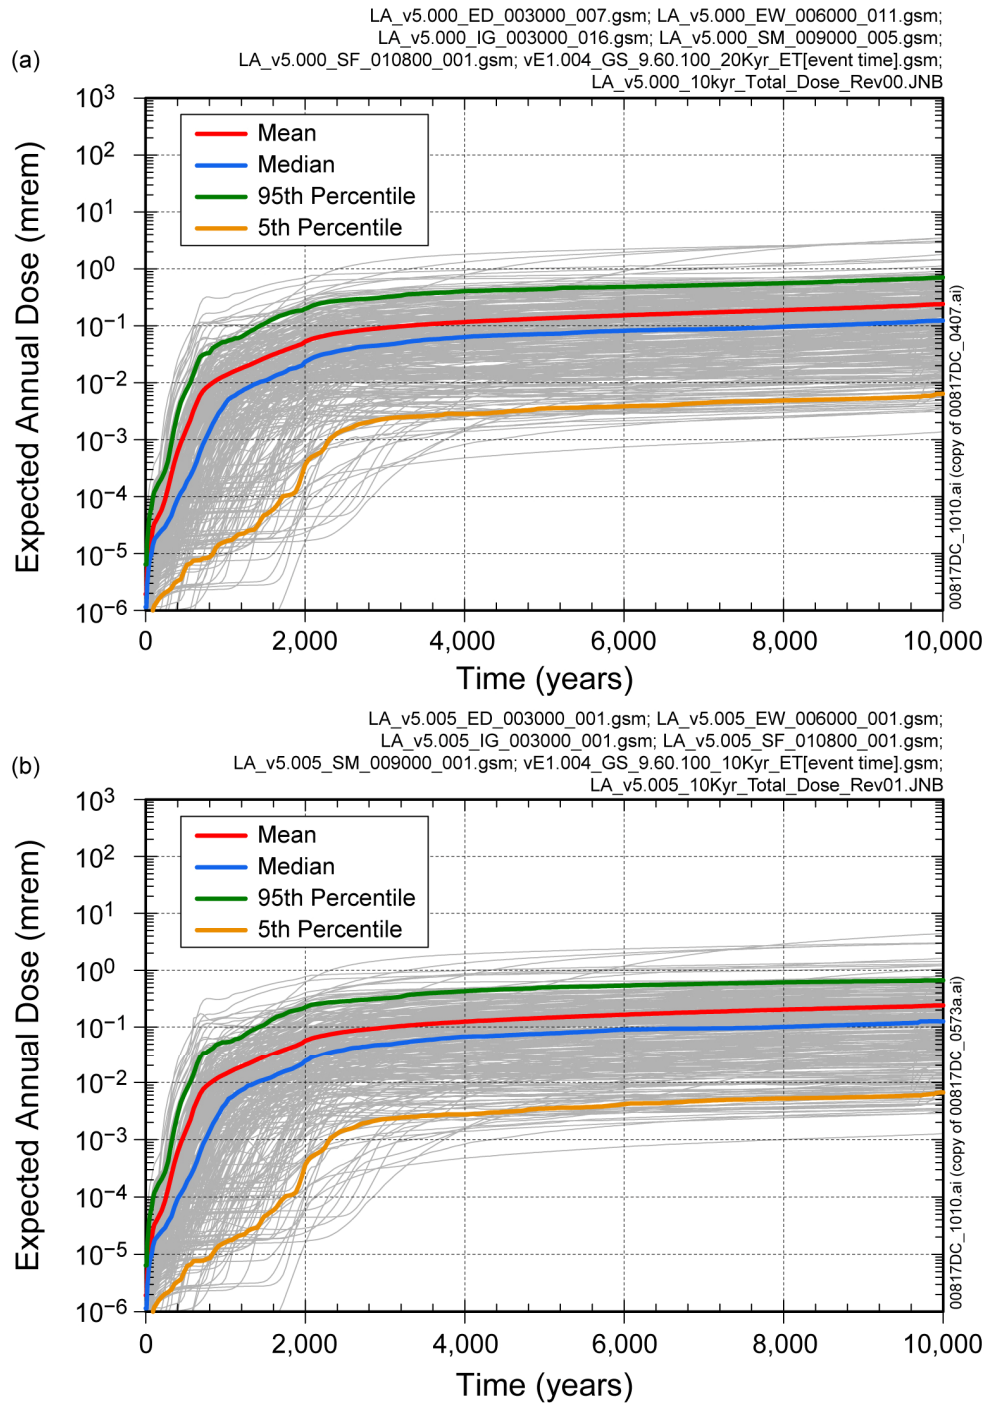 LA_v5.000_ED_003000_007.gsm; LA_v5.000_EW_006000_011.gsm;
LA_v5.000_IG_003000_016.gsm; LA_v5.000_SM_009000_005.gsm;
(a) LA_v5.000_SF_010800_001.gsm; vE1.004_GS_9.60.100_20Kyr_ET[event time].gsm;
LA_v5.000_10kyr_Total_Dose_Rev00.JNB
Expected Annual Dose (mrem)
10³
10²
10¹
10⁰
10⁻¹
10⁻²
10⁻³
10⁻⁴
10⁻⁵
10⁻⁶
Mean
Median
95th Percentile
5th Percentile
0 2,000 4,000 6,000 8,000 10,000
Time (years)
00817DC_1010.ai (copy of 00817DC_0407.ai)
LA_v5.005_ED_003000_001.gsm; LA_v5.005_EW_006000_001.gsm;
LA_v5.005_IG_003000_001.gsm; LA_v5.005_SF_010800_001.gsm;
(b) LA_v5.005_SM_009000_001.gsm; vE1.004_GS_9.60.100_10Kyr_ET[event time].gsm;
LA_v5.005_10Kyr_Total_Dose_Rev01.JNB
Expected Annual Dose (mrem)
10³
10²
10¹
10⁰
10⁻¹
10⁻²
10⁻³
10⁻⁴
10⁻⁵
10⁻⁶
Mean
Median
95th Percentile
5th Percentile
0 2,000 4,000 6,000 8,000 10,000
Time (years)
00817DC_1010.ai (copy of 00817DC_0573a.ai)